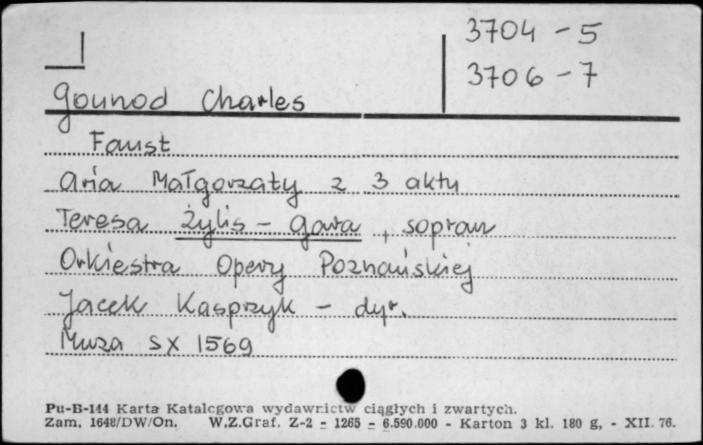 3704 - 5
3706 - 7
Gounod Charles
Faust
Aria Małgorzaty z 3 aktu
Teresa Żylis - Gara, sopran
Orkiestra Opery Poznańskiej
Jacek Kasprzyk - dyr.
Muza SX 1569
Pu-B-144 Karta Katalogowa wydawnictw ciągłych i zwartych.
Zam. 1648/DW/On. W.Z.Graf. Z-2 - 1265 - 6.590.000 - Karton 3 kl. 180 g, - XII. 76.